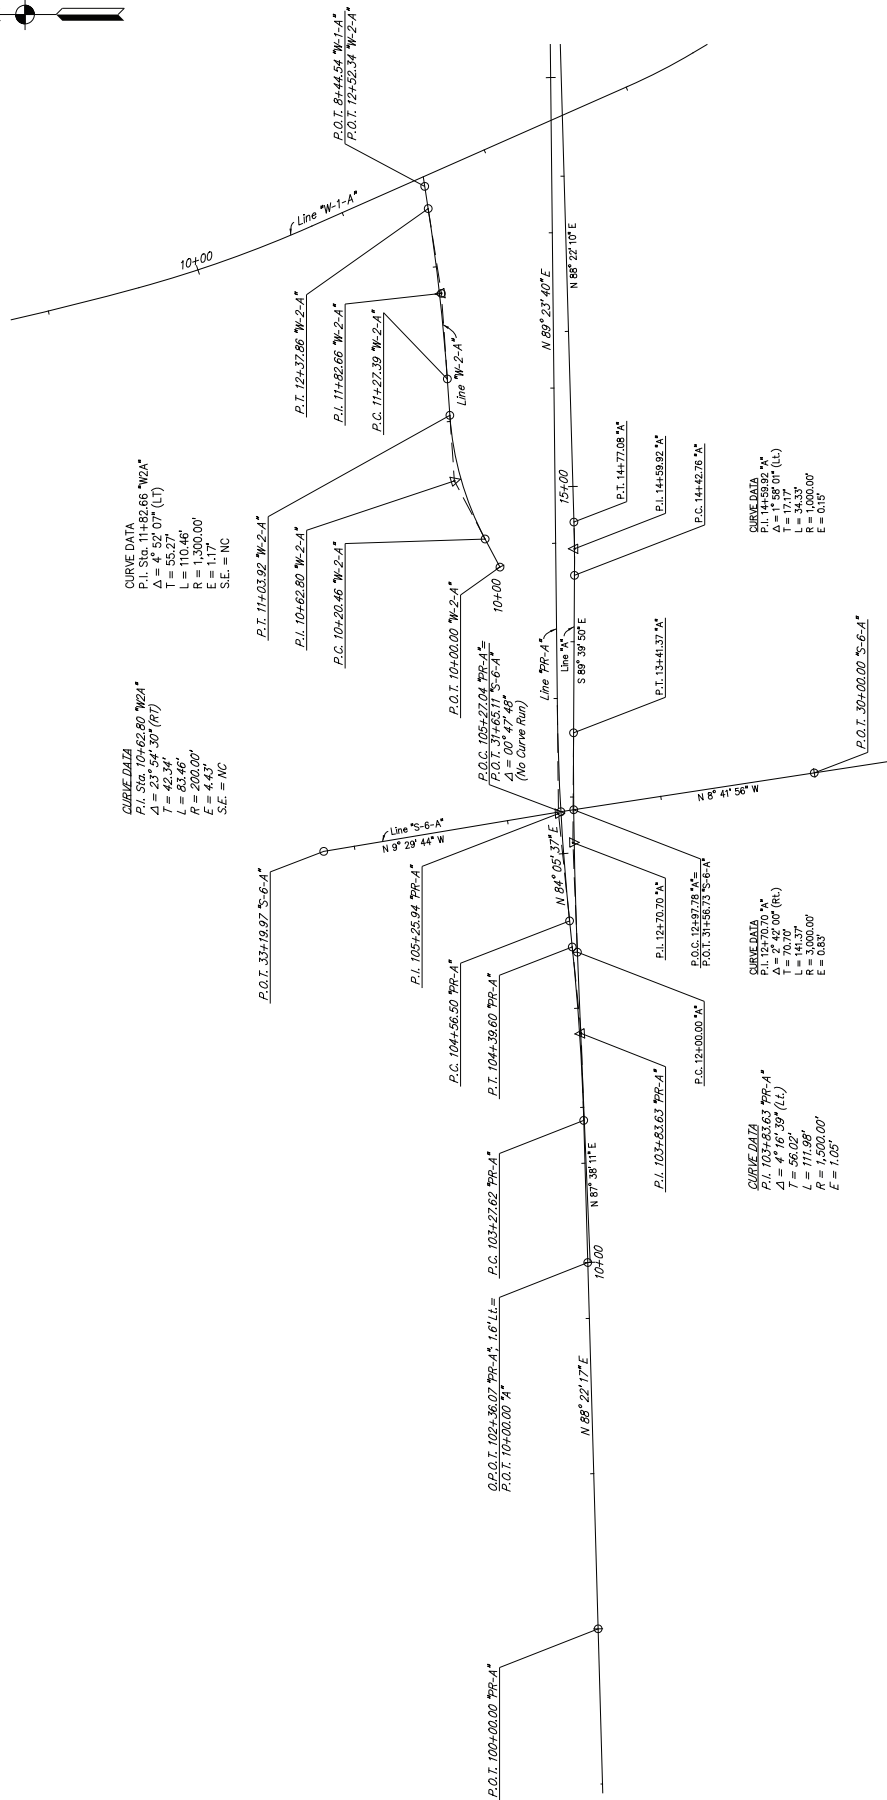 P.O.T. 8+44.54 "W-1-A"
P.O.T. 12+52.34 "W-2-A"
Line "W-1-A"
10+00
P.T. 12+37.86 "W-2-A"
P.I. 11+82.66 "W-2-A"
P.C. 11+27.39 "W-2-A"
Line "W-2-A"
P.T. 11+03.92 "W-2-A"
P.I. 10+62.80 "W-2-A"
P.C. 10+20.46 "W-2-A"
P.O.T. 10+00.00 "W-2-A"
10+00
CURVE DATA
P.I. Sta. 11+82.66 "W2A"
Δ = 4° 52' 07" (LT)
T = 55.27'
L = 110.46'
R = 1,300.00'
E = 1.17'
S.E. = NC
CURVE DATA
P.I. Sta. 10+62.80 "W2A"
Δ = 23° 54' 30" (RT)
T = 42.34'
L = 83.46'
R = 200.00'
E = 4.43'
S.E. = NC
N 89° 23' 40" E
N 88° 22' 10" E
15+00
P.T. 14+77.08 "A"
P.I. 14+59.92 "A"
P.C. 14+42.76 "A"
CURVE DATA
P.I. 14+59.92 "A"
Δ = 1° 58' 01" (Lt.)
T = 17.17'
L = 34.33'
R = 1,000.00'
E = 0.15'
Line "PR-A"
Line "A"
S 89° 39' 50" E
P.T. 13+41.37 "A"
P.O.C. 105+27.04 "PR-A"=
P.O.T. 31+65.11 "S-6-A"
Δ = 00° 47' 48"
(No Curve Run)
P.O.T. 30+00.00 "S-6-A"
N 8° 41' 56" W
Line "S-6-A"
N 9° 29' 44" W
P.O.T. 33+19.97 "S-6-A"
P.I. 105+25.94 "PR-A"
N 84° 05' 37" E
P.C. 104+56.50 "PR-A"
P.T. 104+39.60 "PR-A"
P.I. 12+70.70 "A"
P.O.C. 12+97.78 "A"=
P.O.T. 31+56.73 "S-6-A"
CURVE DATA
P.I. 12+70.70 "A"
Δ = 2° 42' 00" (Rt.)
T = 70.70'
L = 141.37'
R = 3,000.00'
E = 0.83'
P.C. 12+00.00 "A"
P.I. 103+83.63 "PR-A"
CURVE DATA
P.I. 103+83.63 "PR-A"
Δ = 4° 16' 39" (Lt.)
T = 56.02'
L = 111.98'
R = 1,500.00'
E = 1.05'
P.C. 103+27.62 "PR-A"
N 87° 38' 11" E
10+00
O.P.O.T. 102+36.07 "PR-A", 1.6' Lt.=
P.O.T. 10+00.00 "A"
N 88° 22' 17" E
P.O.T. 100+00.00 "PR-A"